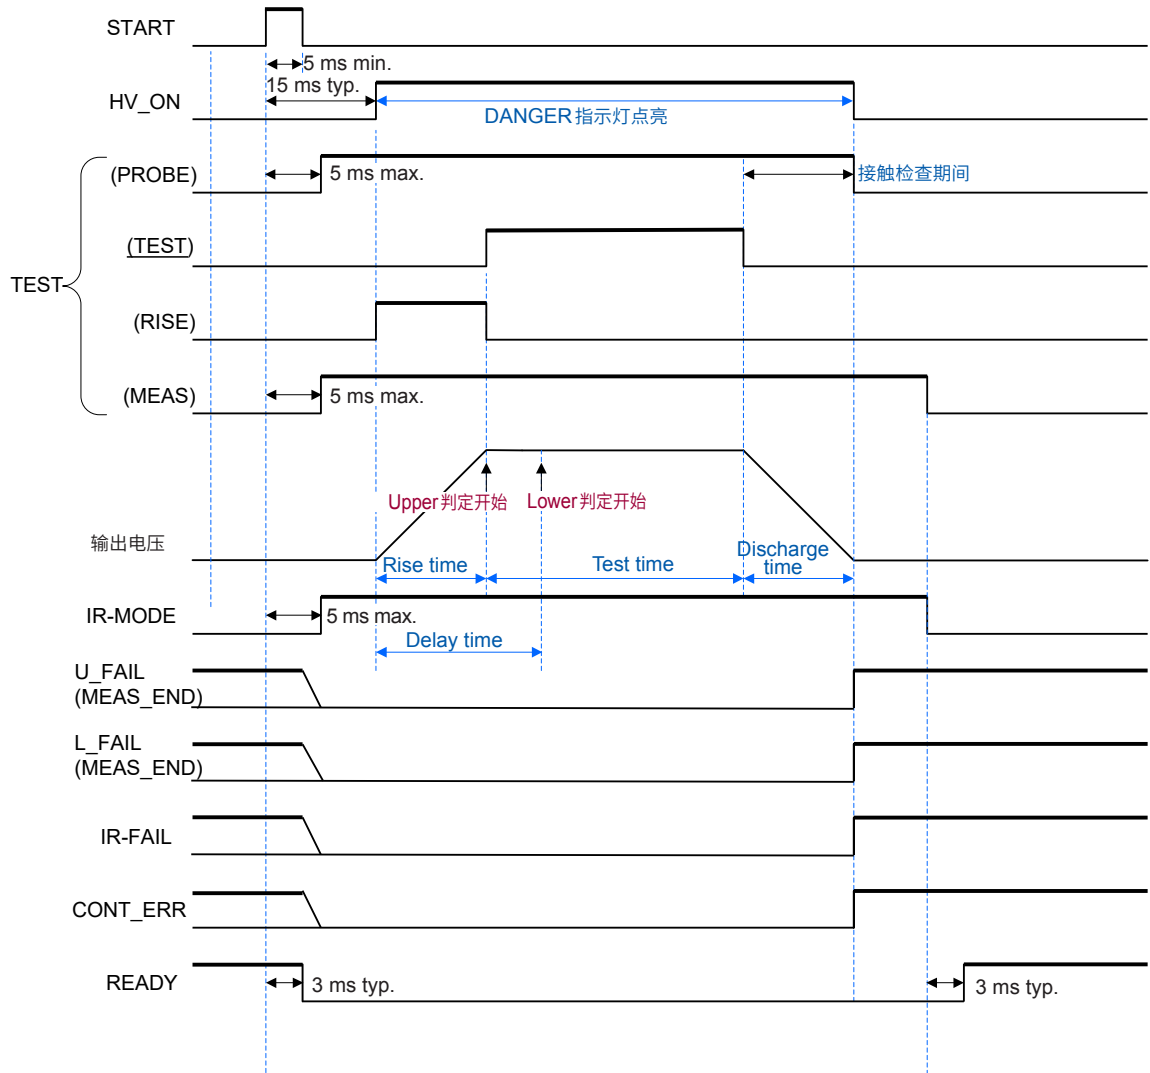 START
5 ms min.
15 ms typ.
HV_ON
DANGER指示灯点亮
(PROBE)
5 ms max.
接触检查期间
(TEST)
TEST
(RISE)
(MEAS)
5 ms max.
Upper判定开始
Lower判定开始
输出电压
Rise time
Test time
Discharge
time
IR-MODE
5 ms max.
Delay time
U_FAIL
(MEAS_END)
L_FAIL
(MEAS_END)
IR-FAIL
CONT_ERR
READY
3 ms typ.
3 ms typ.